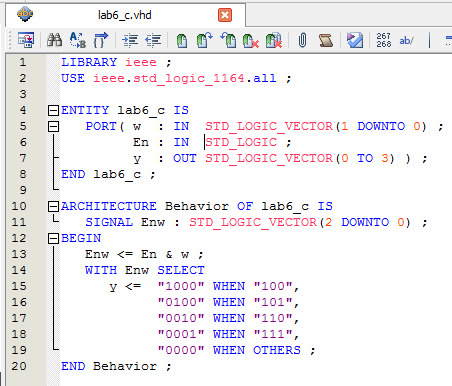 lab6_c.vhd
267
268 ab/
1 LIBRARY ieee ;
2 USE ieee.std_logic_1164.all ;
3
4 ENTITY lab6_c IS
5 PORT( w : IN STD_LOGIC_VECTOR(1 DOWNTO 0) ;
6 En : IN STD_LOGIC ;
7 y : OUT STD_LOGIC_VECTOR(0 TO 3) ) ;
8 END lab6_c ;
9
10 ARCHITECTURE Behavior OF lab6_c IS
11 SIGNAL Enw : STD_LOGIC_VECTOR(2 DOWNTO 0) ;
12 BEGIN
13 Enw <= En & w ;
14 WITH Enw SELECT
15 y <= "1000" WHEN "100",
16 "0100" WHEN "101",
17 "0010" WHEN "110",
18 "0001" WHEN "111",
19 "0000" WHEN OTHERS ;
20 END Behavior ;